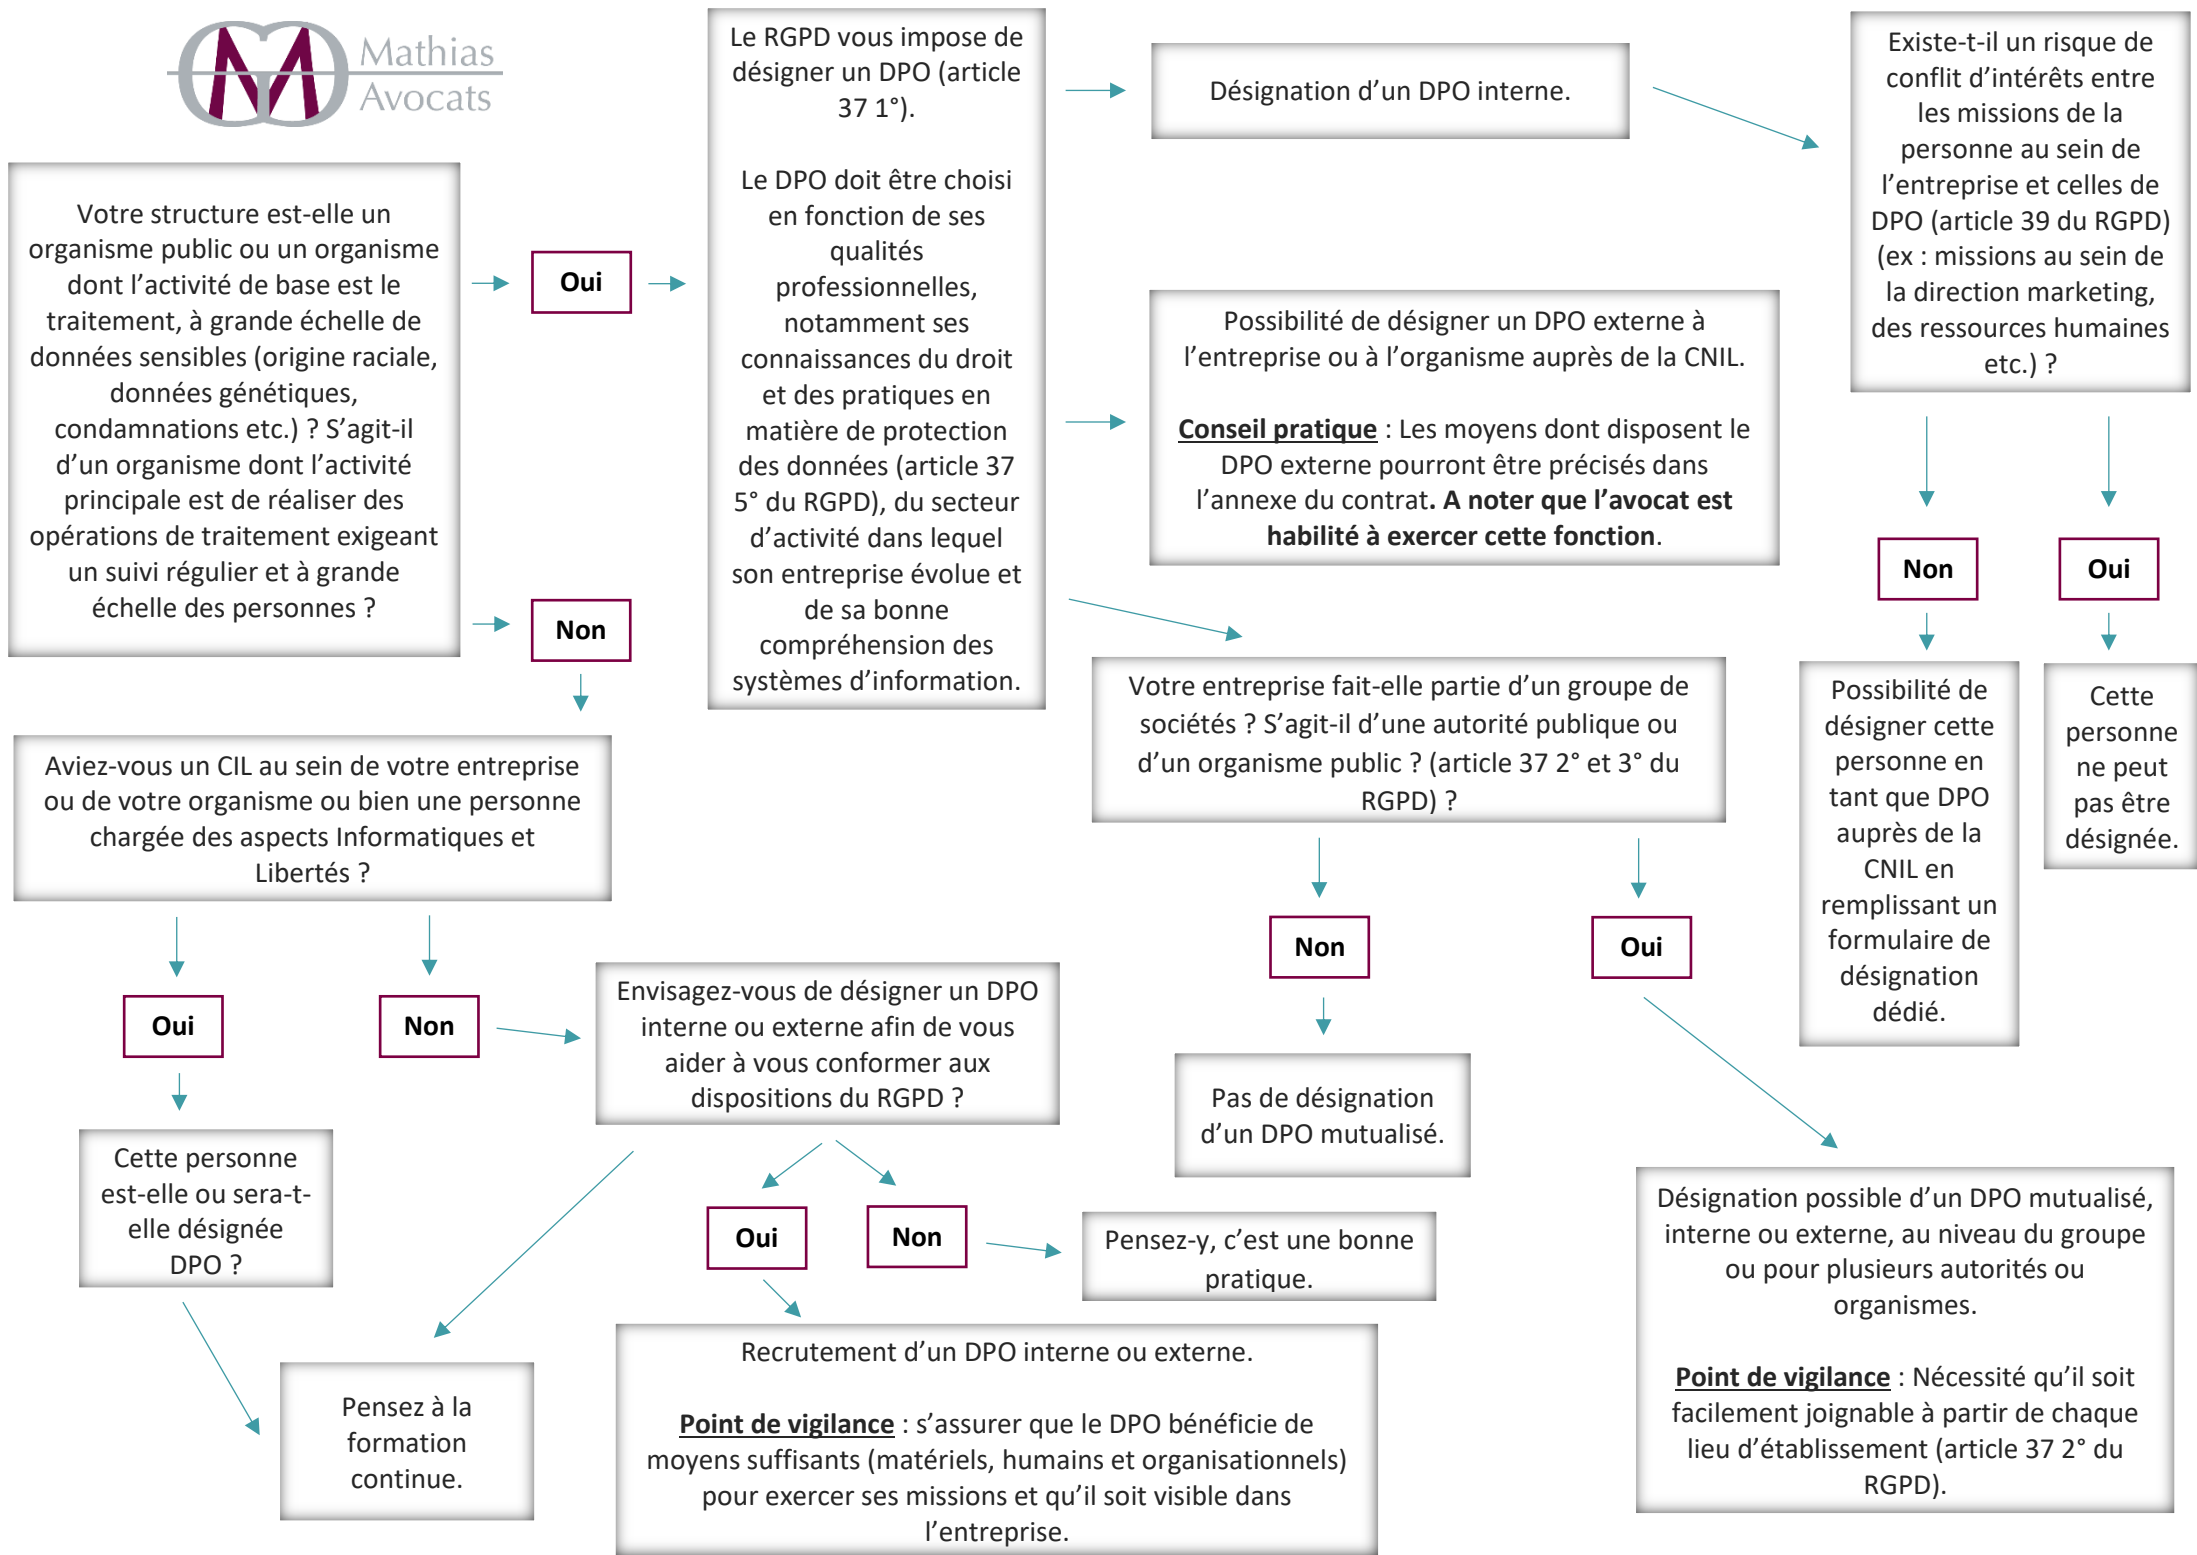 Mathias
Avocats
Votre structure est-elle un
organisme public ou un organisme
dont l’activité de base est le
traitement, à grande échelle de
données sensibles (origine raciale,
données génétiques,
condamnations etc.) ? S’agit-il
d’un organisme dont l’activité
principale est de réaliser des
opérations de traitement exigeant
un suivi régulier et à grande
échelle des personnes ?
Oui
Non
Le RGPD vous impose de
désigner un DPO (article
37 1°).
Le DPO doit être choisi
en fonction de ses
qualités
professionnelles,
notamment ses
connaissances du droit
et des pratiques en
matière de protection
des données (article 37
5° du RGPD), du secteur
d’activité dans lequel
son entreprise évolue et
de sa bonne
compréhension des
systèmes d’information.
Désignation d’un DPO interne.
Existe-t-il un risque de
conflit d’intérêts entre
les missions de la
personne au sein de
l’entreprise et celles de
DPO (article 39 du RGPD)
(ex : missions au sein de
la direction marketing,
des ressources humaines
etc.) ?
Non
Oui
Possibilité de
désigner cette
personne en
tant que DPO
auprès de la
CNIL en
remplissant un
formulaire de
désignation
dédié.
Cette
personne
ne peut
pas être
désignée.
Possibilité de désigner un DPO externe à
l’entreprise ou à l’organisme auprès de la CNIL.
Conseil pratique : Les moyens dont disposent le
DPO externe pourront être précisés dans
l’annexe du contrat. A noter que l’avocat est
habilité à exercer cette fonction.
Votre entreprise fait-elle partie d’un groupe de
sociétés ? S’agit-il d’une autorité publique ou
d’un organisme public ? (article 37 2° et 3° du
RGPD) ?
Non
Oui
Pas de désignation
d’un DPO mutualisé.
Désignation possible d’un DPO mutualisé,
interne ou externe, au niveau du groupe
ou pour plusieurs autorités ou
organismes.
Point de vigilance : Nécessité qu’il soit
facilement joignable à partir de chaque
lieu d’établissement (article 37 2° du
RGPD).
Aviez-vous un CIL au sein de votre entreprise
ou de votre organisme ou bien une personne
chargée des aspects Informatiques et
Libertés ?
Oui
Non
Cette personne
est-elle ou sera-t-
elle désignée
DPO ?
Envisagez-vous de désigner un DPO
interne ou externe afin de vous
aider à vous conformer aux
dispositions du RGPD ?
Oui
Non
Pensez-y, c’est une bonne
pratique.
Pensez à la
formation
continue.
Recrutement d’un DPO interne ou externe.
Point de vigilance : s’assurer que le DPO bénéficie de
moyens suffisants (matériels, humains et organisationnels)
pour exercer ses missions et qu’il soit visible dans
l’entreprise.